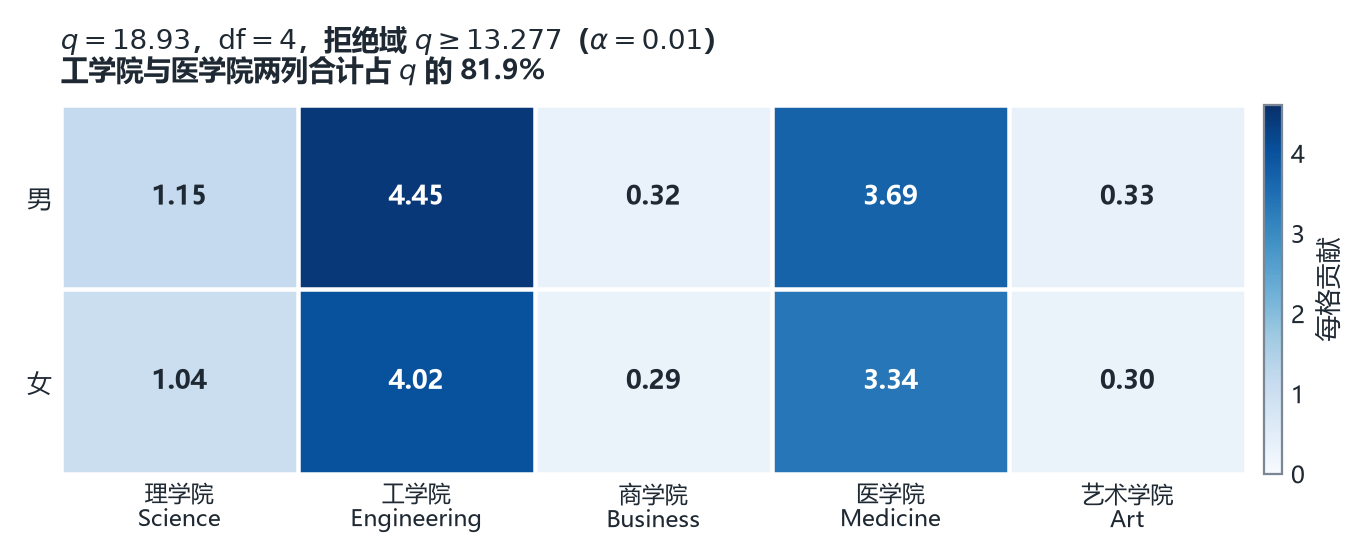 q = 18.93，df = 4，拒绝域 q ≥ 13.277（α = 0.01）
工学院与医学院两列合计占 q 的 81.9%
男
1.15
4.45
0.32
3.69
0.33
女
1.04
4.02
0.29
3.34
0.30
理学院
Science
工学院
Engineering
商学院
Business
医学院
Medicine
艺术学院
Art
4
3
2
1
0
每格贡献